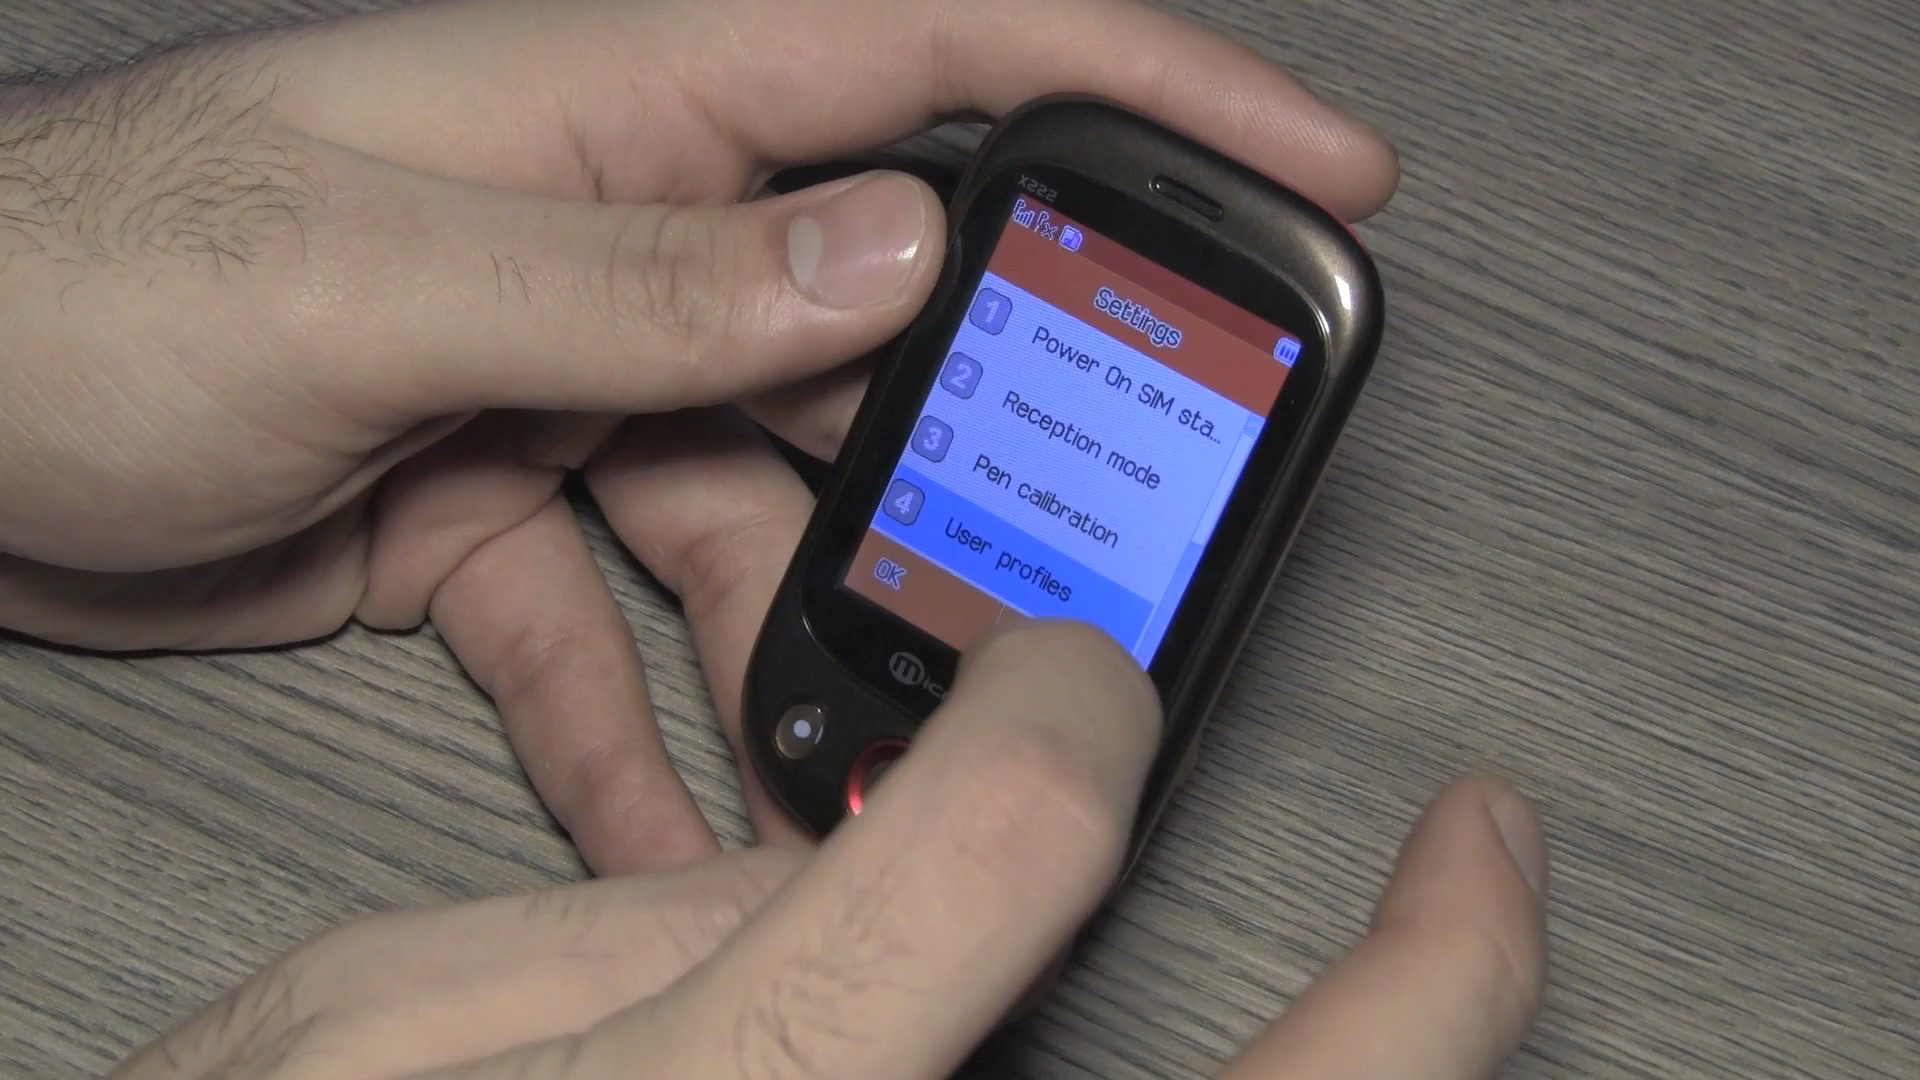 X222
Settings
1 Power On SIM sta...
2 Reception mode
3 Pen calibration
4 User profiles
OK